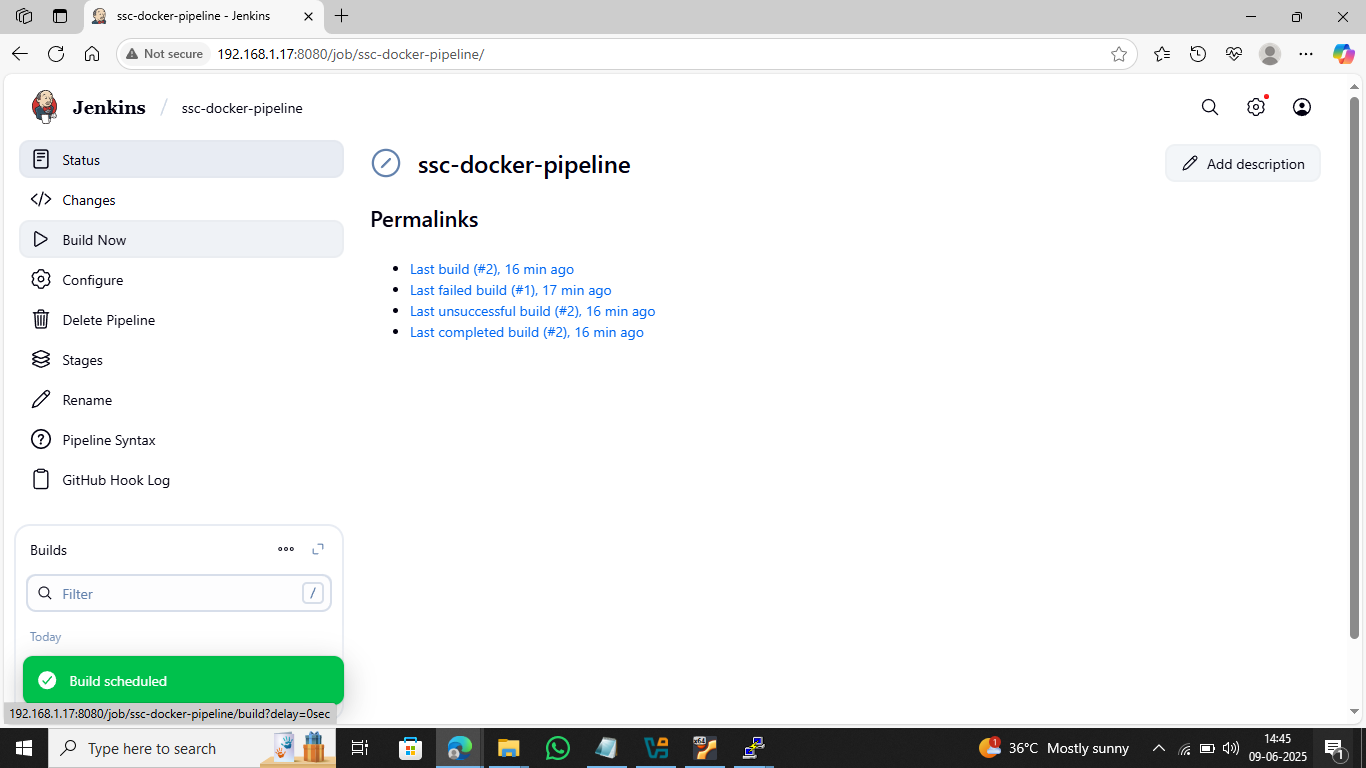 ssc-docker-pipeline - Jenkins
Not secure
192.168.1.17:8080/job/ssc-docker-pipeline/
Jenkins / ssc-docker-pipeline
Status
Changes
Build Now
Configure
Delete Pipeline
Stages
Rename
Pipeline Syntax
GitHub Hook Log
Builds
Filter
/
Today
Build scheduled
192.168.1.17:8080/job/ssc-docker-pipeline/build?delay=0sec
ssc-docker-pipeline
Add description
Permalinks
Last build (#2), 16 min ago
Last failed build (#1), 17 min ago
Last unsuccessful build (#2), 16 min ago
Last completed build (#2), 16 min ago
Type here to search
36°C Mostly sunny
14:45
09-06-2025
1